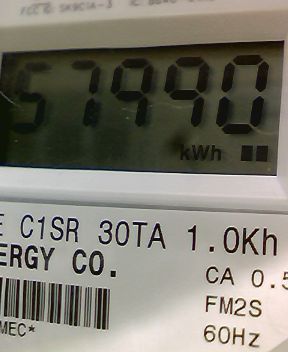 57990
kWh
E C1SR 30TA 1.0Kh
ERGY CO.
CA 0.5
FM2S
MEC*
60Hz